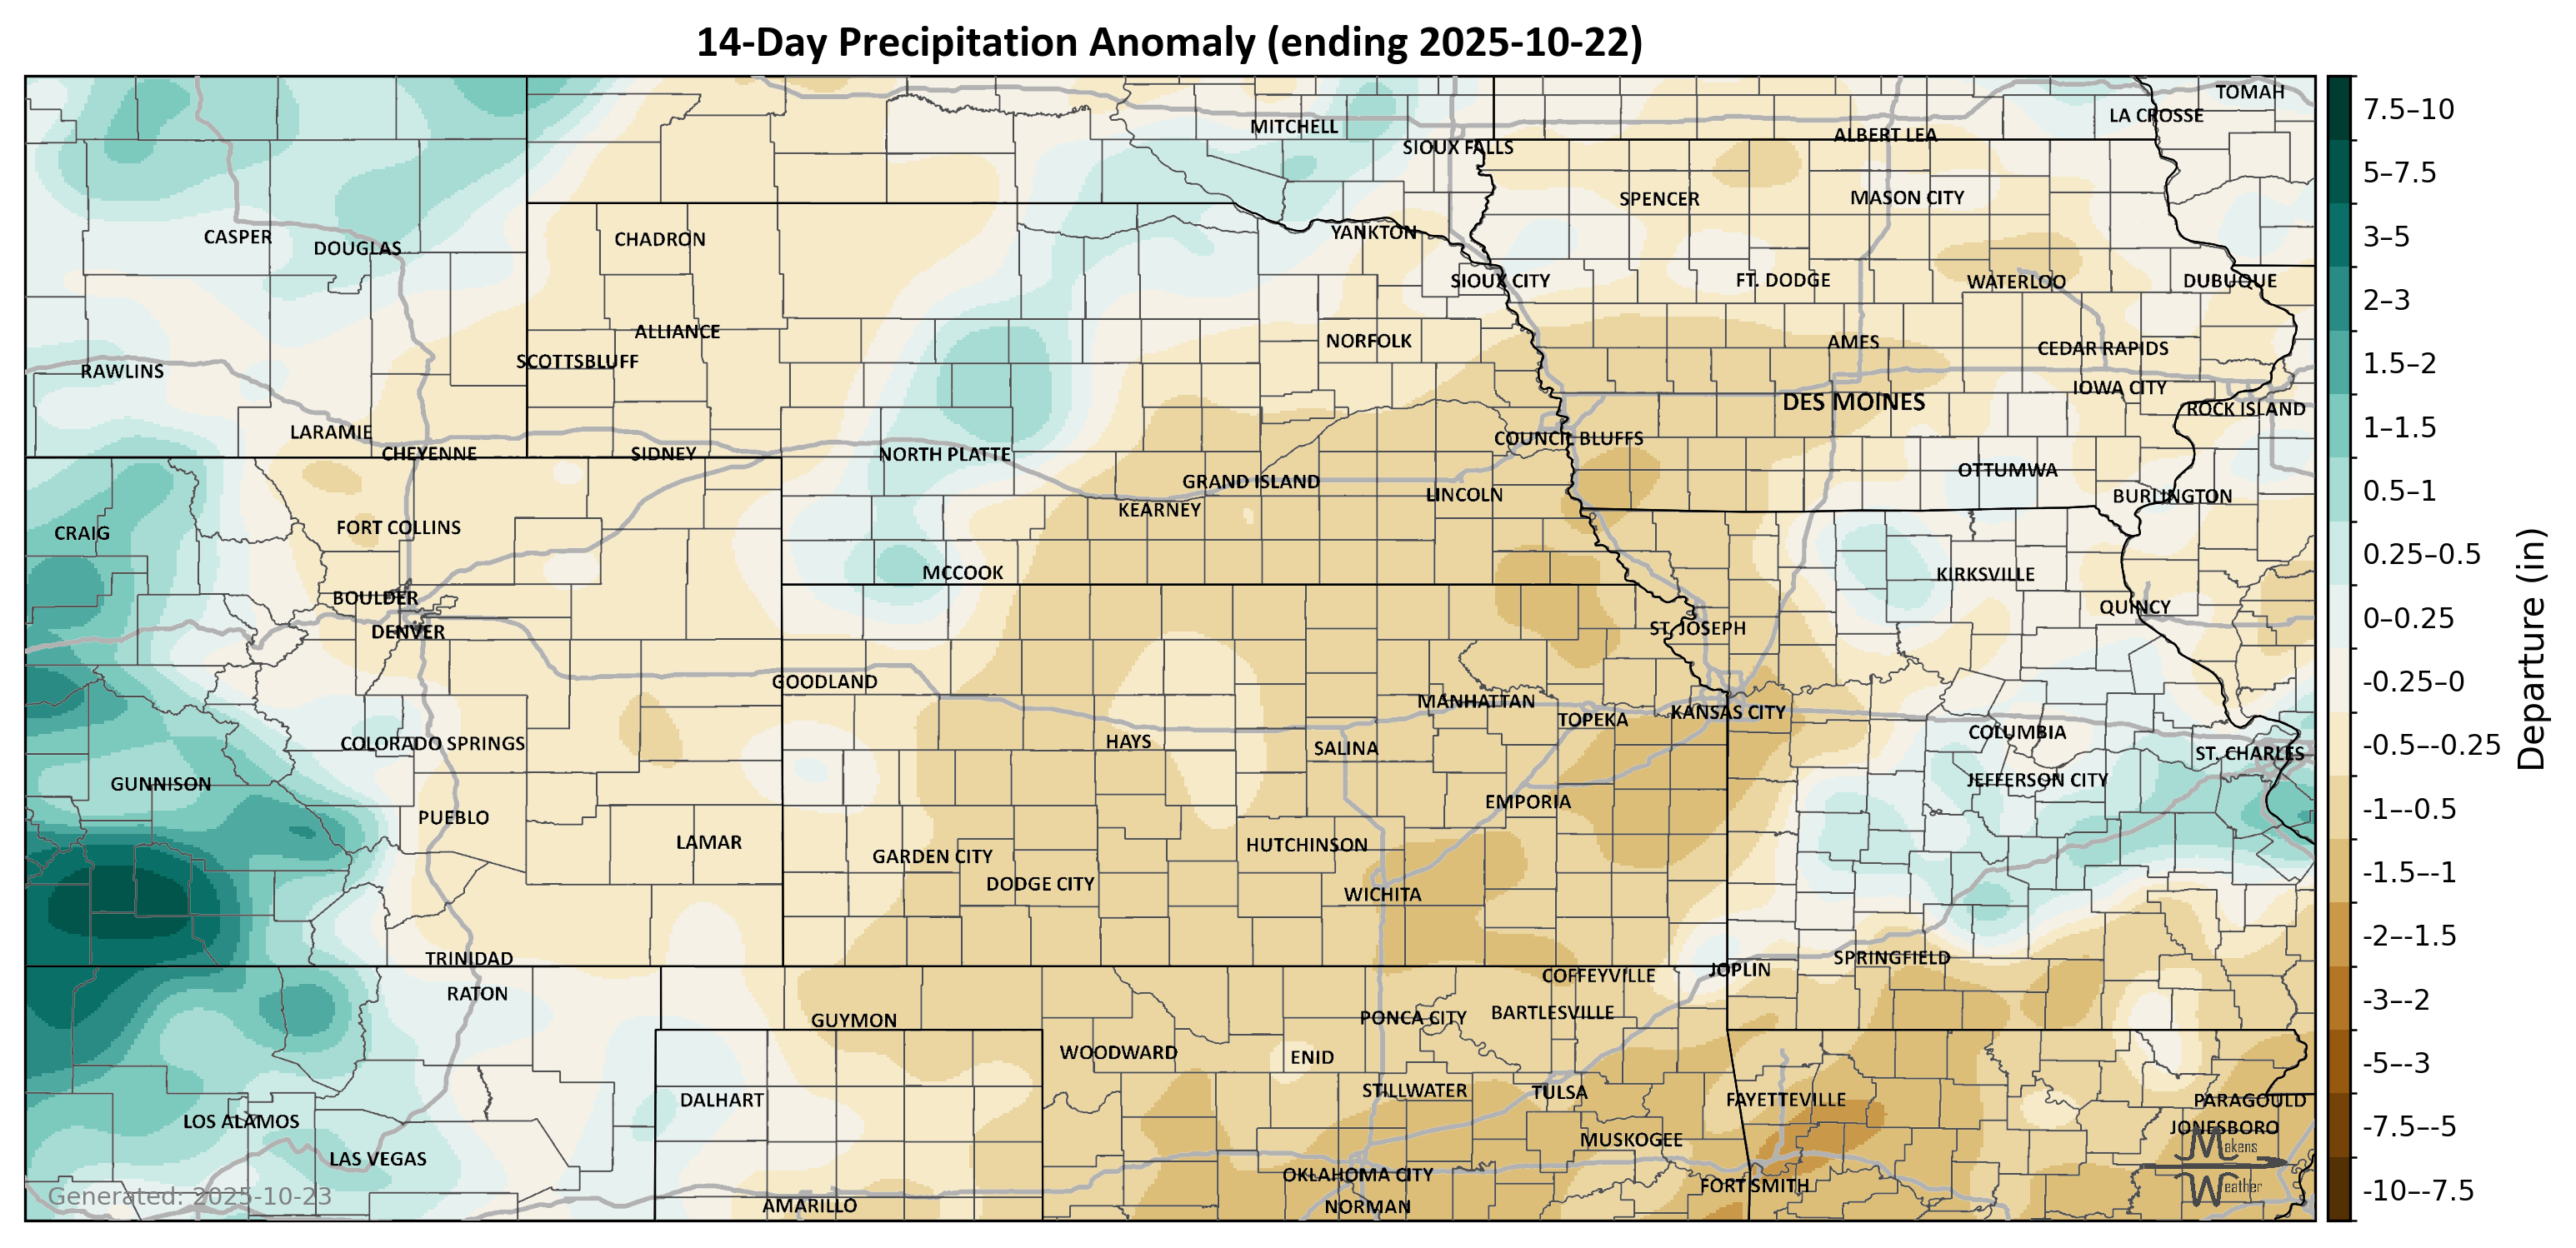 14-Day Precipitation Anomaly (ending 2025-10-22)
TOMAH
LA CROSSE
MITCHELL
ALBERT LEA
SIOUX FALLS
SPENCER
MASON CITY
CASPER
DOUGLAS
CHADRON
YANKTON
SIOUX CITY
FT. DODGE
WATERLOO
DUBUQUE
ALLIANCE
NORFOLK
AMES
CEDAR RAPIDS
SCOTTSBLUFF
RAWLINS
IOWA CITY
DES MOINES
ROCK ISLAND
LARAMIE
CHEYENNE
SIDNEY
NORTH PLATTE
COUNCIL BLUFFS
OTTUMWA
GRAND ISLAND
LINCOLN
BURLINGTON
KEARNEY
CRAIG
FORT COLLINS
MCCOOK
KIRKSVILLE
BOULDER
QUINCY
DENVER
ST. JOSEPH
GOODLAND
MANHATTAN
TOPEKA
KANSAS CITY
COLORADO SPRINGS
HAYS
SALINA
COLUMBIA
ST. CHARLES
GUNNISON
JEFFERSON CITY
EMPORIA
PUEBLO
LAMAR
GARDEN CITY
HUTCHINSON
DODGE CITY
WICHITA
TRINIDAD
SPRINGFIELD
COFFEYVILLE
JOPLIN
RATON
GUYMON
PONCA CITY
BARTLESVILLE
WOODWARD
ENID
DALHART
STILLWATER
TULSA
FAYETTEVILLE
PARAGOULD
LOS ALAMOS
JONESBORO
LAS VEGAS
MUSKOGEE
OKLAHOMA CITY
FORT SMITH
AMARILLO
NORMAN
Generated: 2025-10-23
Makens
Weather
7.5–10
5–7.5
3–5
2–3
1.5–2
1–1.5
0.5–1
0.25–0.5
0–0.25
-0.25–0
-0.5–-0.25
-1–-0.5
-1.5–-1
-2–-1.5
-3–-2
-5–-3
-7.5–-5
-10–-7.5
Departure (in)